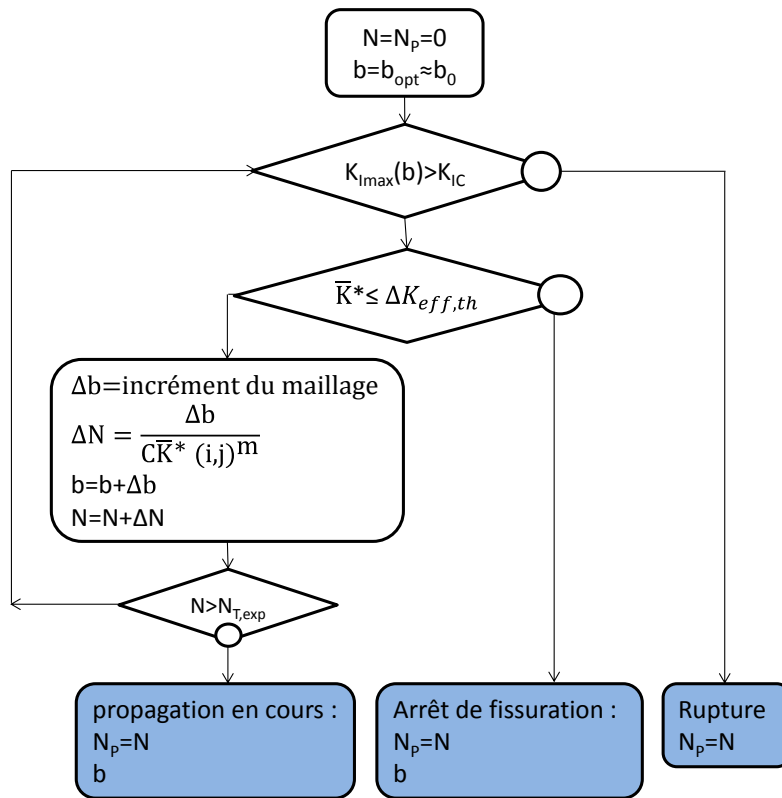 N=N_P=0
b=b_opt≈b_0
K_Imax(b)>K_IC
K̅*≤ ΔK_eff,th
Δb=incrément du maillage
ΔN = Δb / CK̅* (i,j)^m
b=b+Δb
N=N+ΔN
N>N_T,exp
propagation en cours :
N_P=N
b
Arrêt de fissuration :
N_P=N
b
Rupture
N_P=N